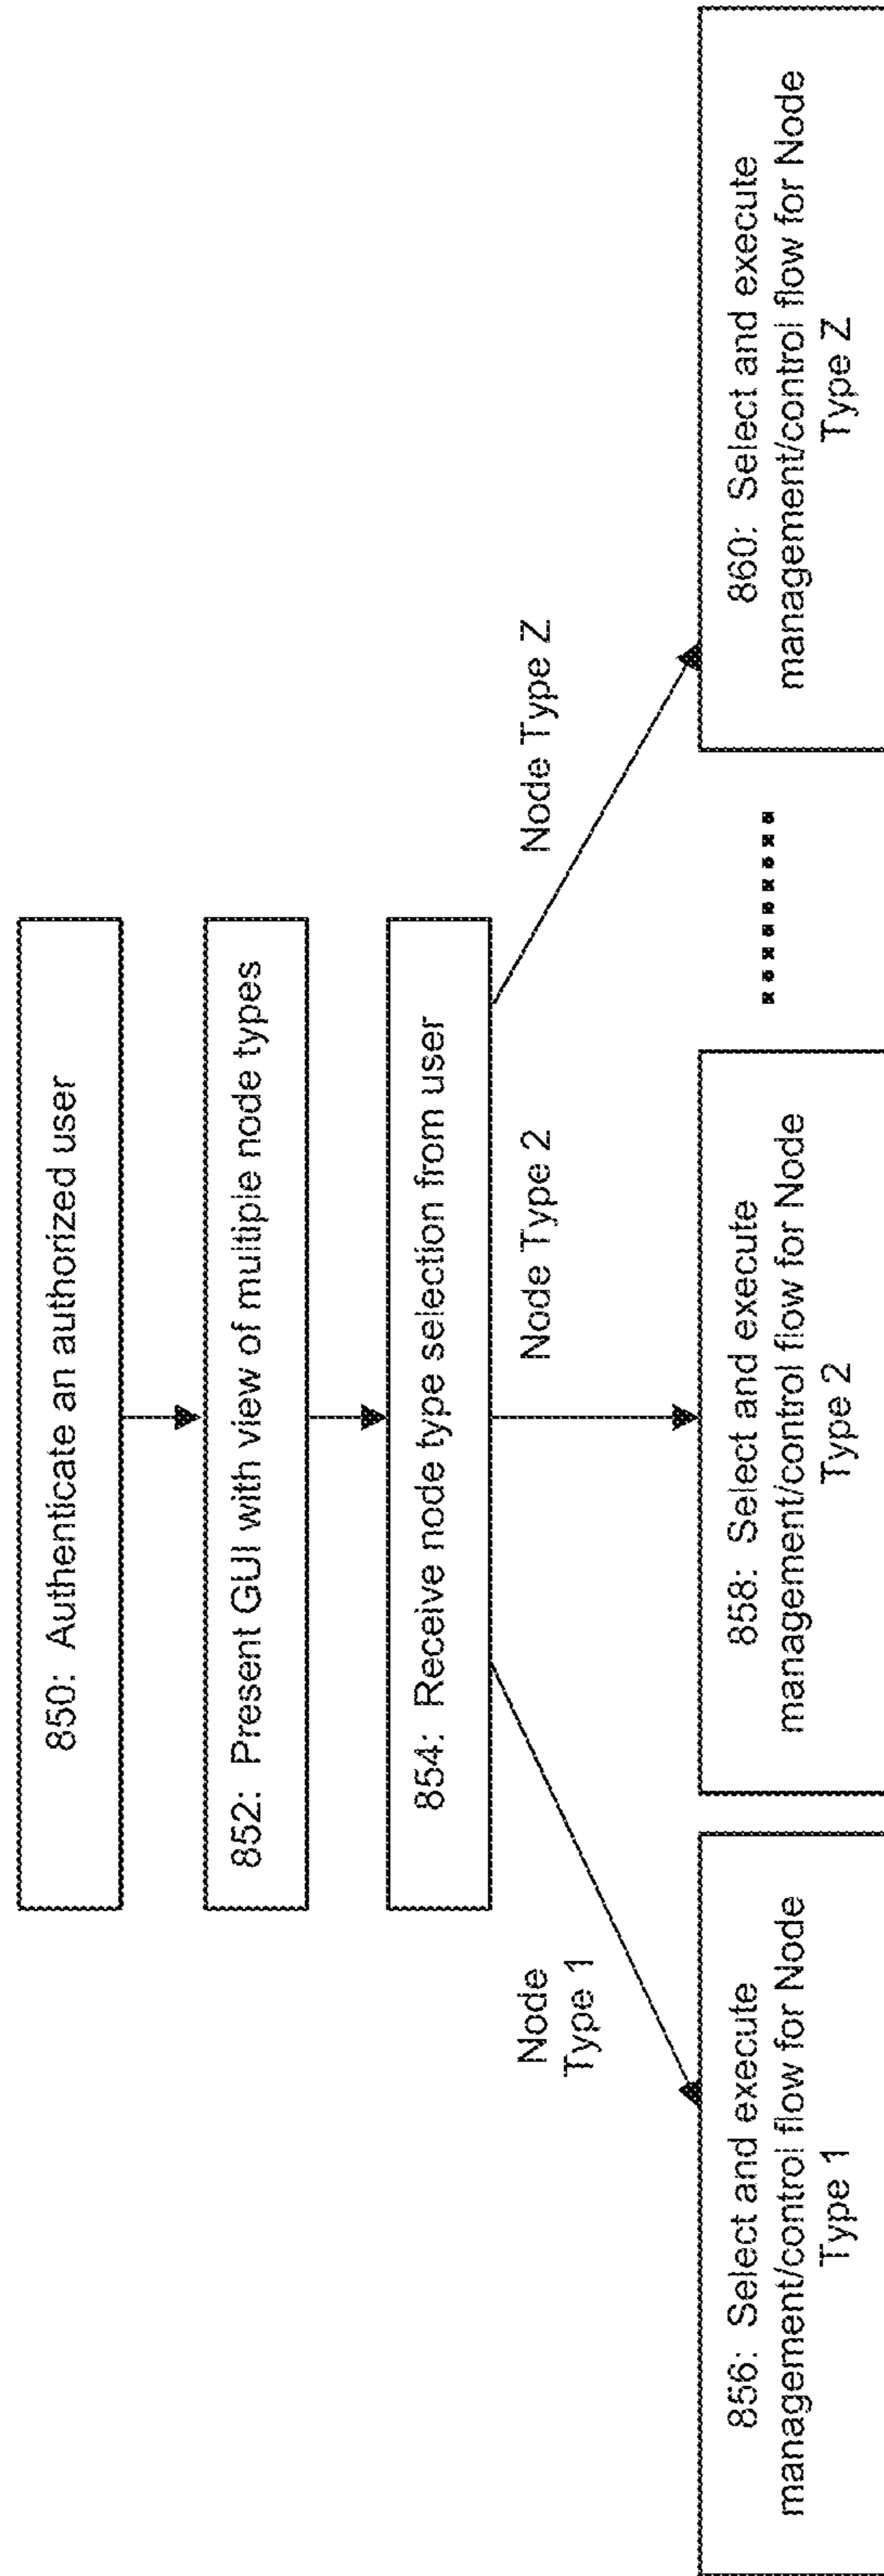 850: Authenticate an authorized user
852: Present GUI with view of multiple node types
854: Receive node type selection from user
Node
Type 1
Node Type 2
Node Type Z
856: Select and execute
management/control flow for Node
Type 1
858: Select and execute
management/control flow for Node
Type 2
860: Select and execute
management/control flow for Node
Type Z